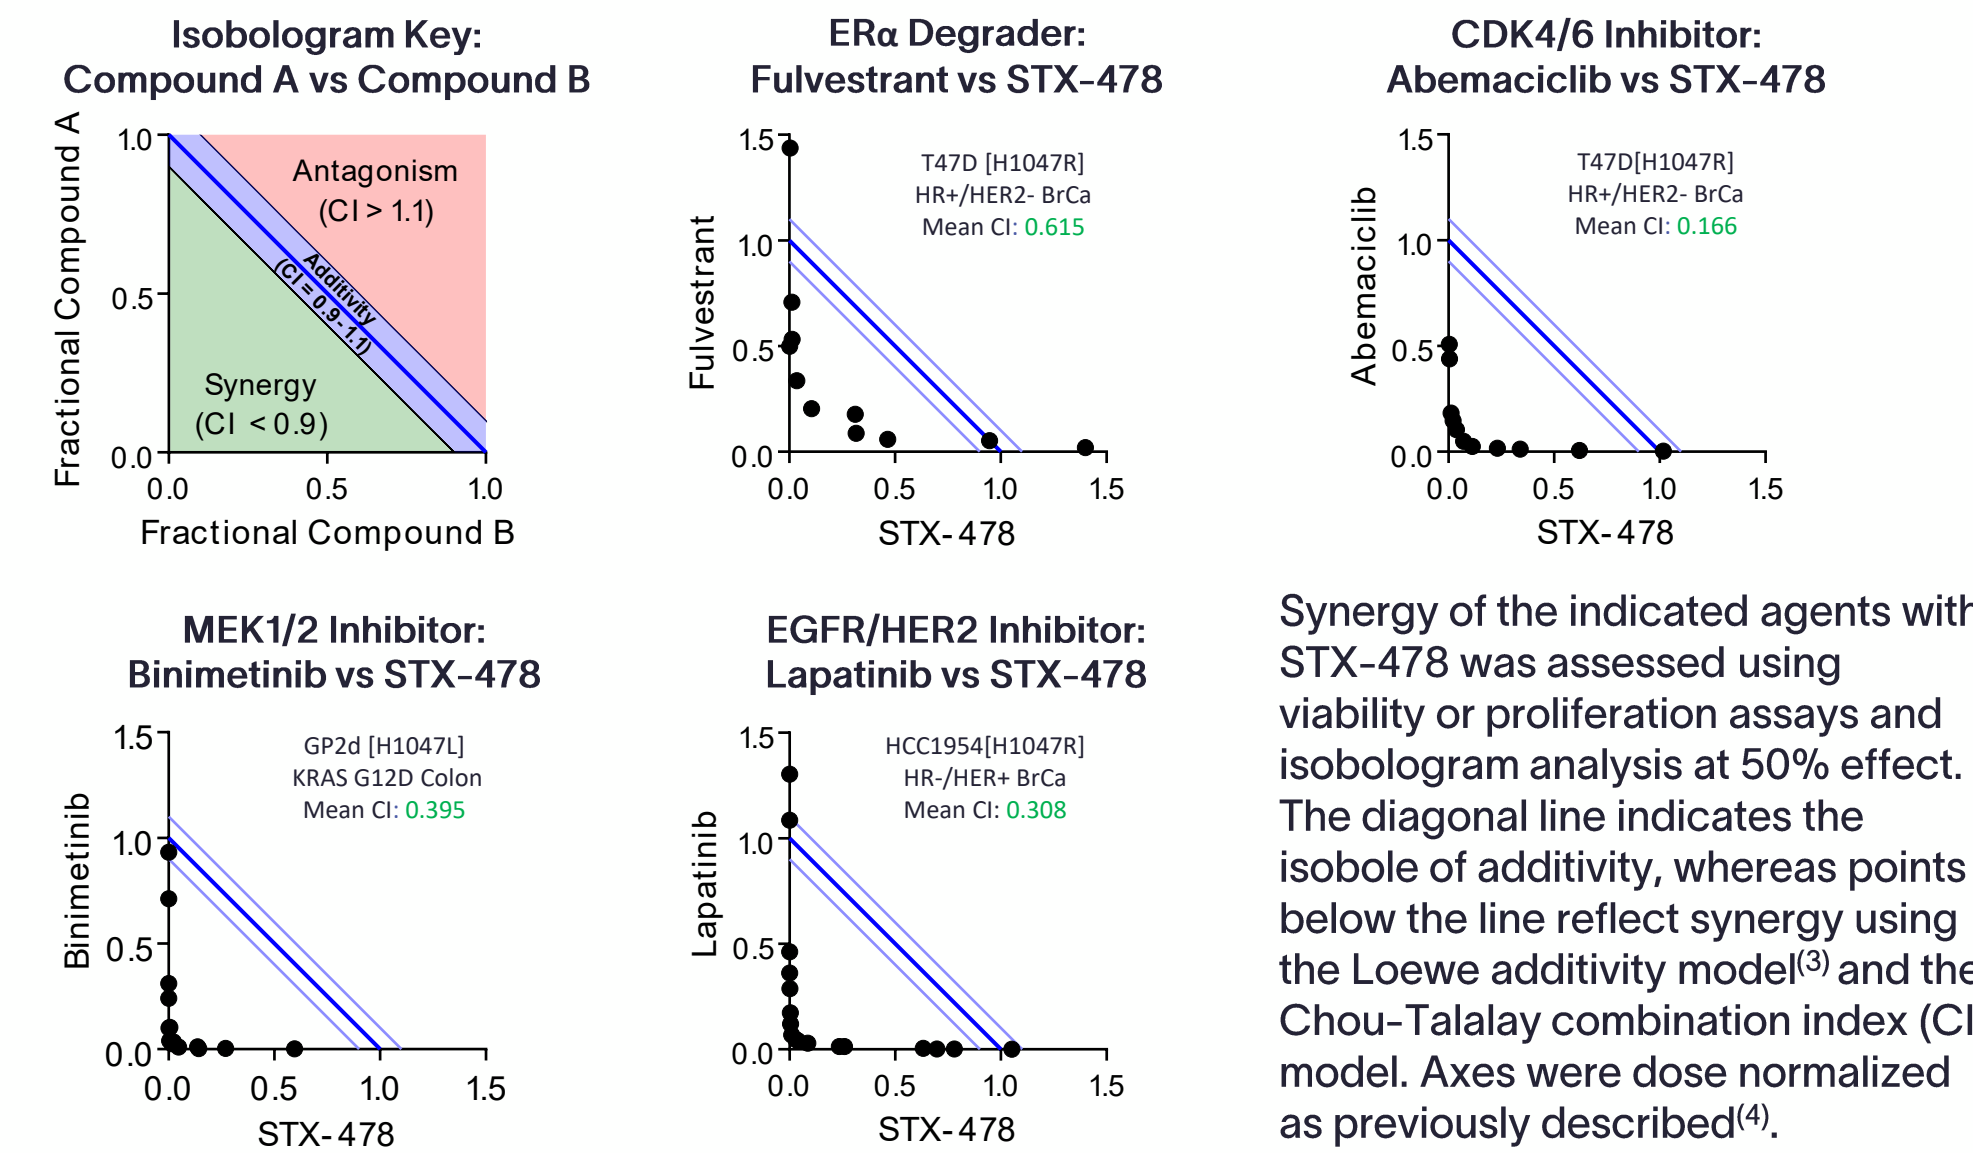 Isobologram Key:
Compound A vs Compound B
Fractional Compound A
1.0
0.5
0.0
Antagonism
(CI > 1.1)
Additivity
(CI = 0.9-1.1)
Synergy
(CI < 0.9)
0.0 0.5 1.0
Fractional Compound B
ERα Degrader:
Fulvestrant vs STX-478
Fulvestrant
1.5
1.0
0.5
0.0
T47D [H1047R]
HR+/HER2- BrCa
Mean CI: 0.615
0.0 0.5 1.0 1.5
STX-478
CDK4/6 Inhibitor:
Abemaciclib vs STX-478
Abemaciclib
1.5
1.0
0.5
0.0
T47D[H1047R]
HR+/HER2- BrCa
Mean CI: 0.166
0.0 0.5 1.0 1.5
STX-478
MEK1/2 Inhibitor:
Binimetinib vs STX-478
Binimetinib
1.5
1.0
0.5
0.0
GP2d [H1047L]
KRAS G12D Colon
Mean CI: 0.395
0.0 0.5 1.0 1.5
STX-478
EGFR/HER2 Inhibitor:
Lapatinib vs STX-478
Lapatinib
1.5
1.0
0.5
0.0
HCC1954[H1047R]
HR-/HER+ BrCa
Mean CI: 0.308
0.0 0.5 1.0 1.5
STX-478
Synergy of the indicated agents with
STX-478 was assessed using
viability or proliferation assays and
isobologram analysis at 50% effect.
The diagonal line indicates the
isobole of additivity, whereas points
below the line reflect synergy using
the Loewe additivity model(3) and the
Chou-Talalay combination index (CI
model. Axes were dose normalized
as previously described(4).